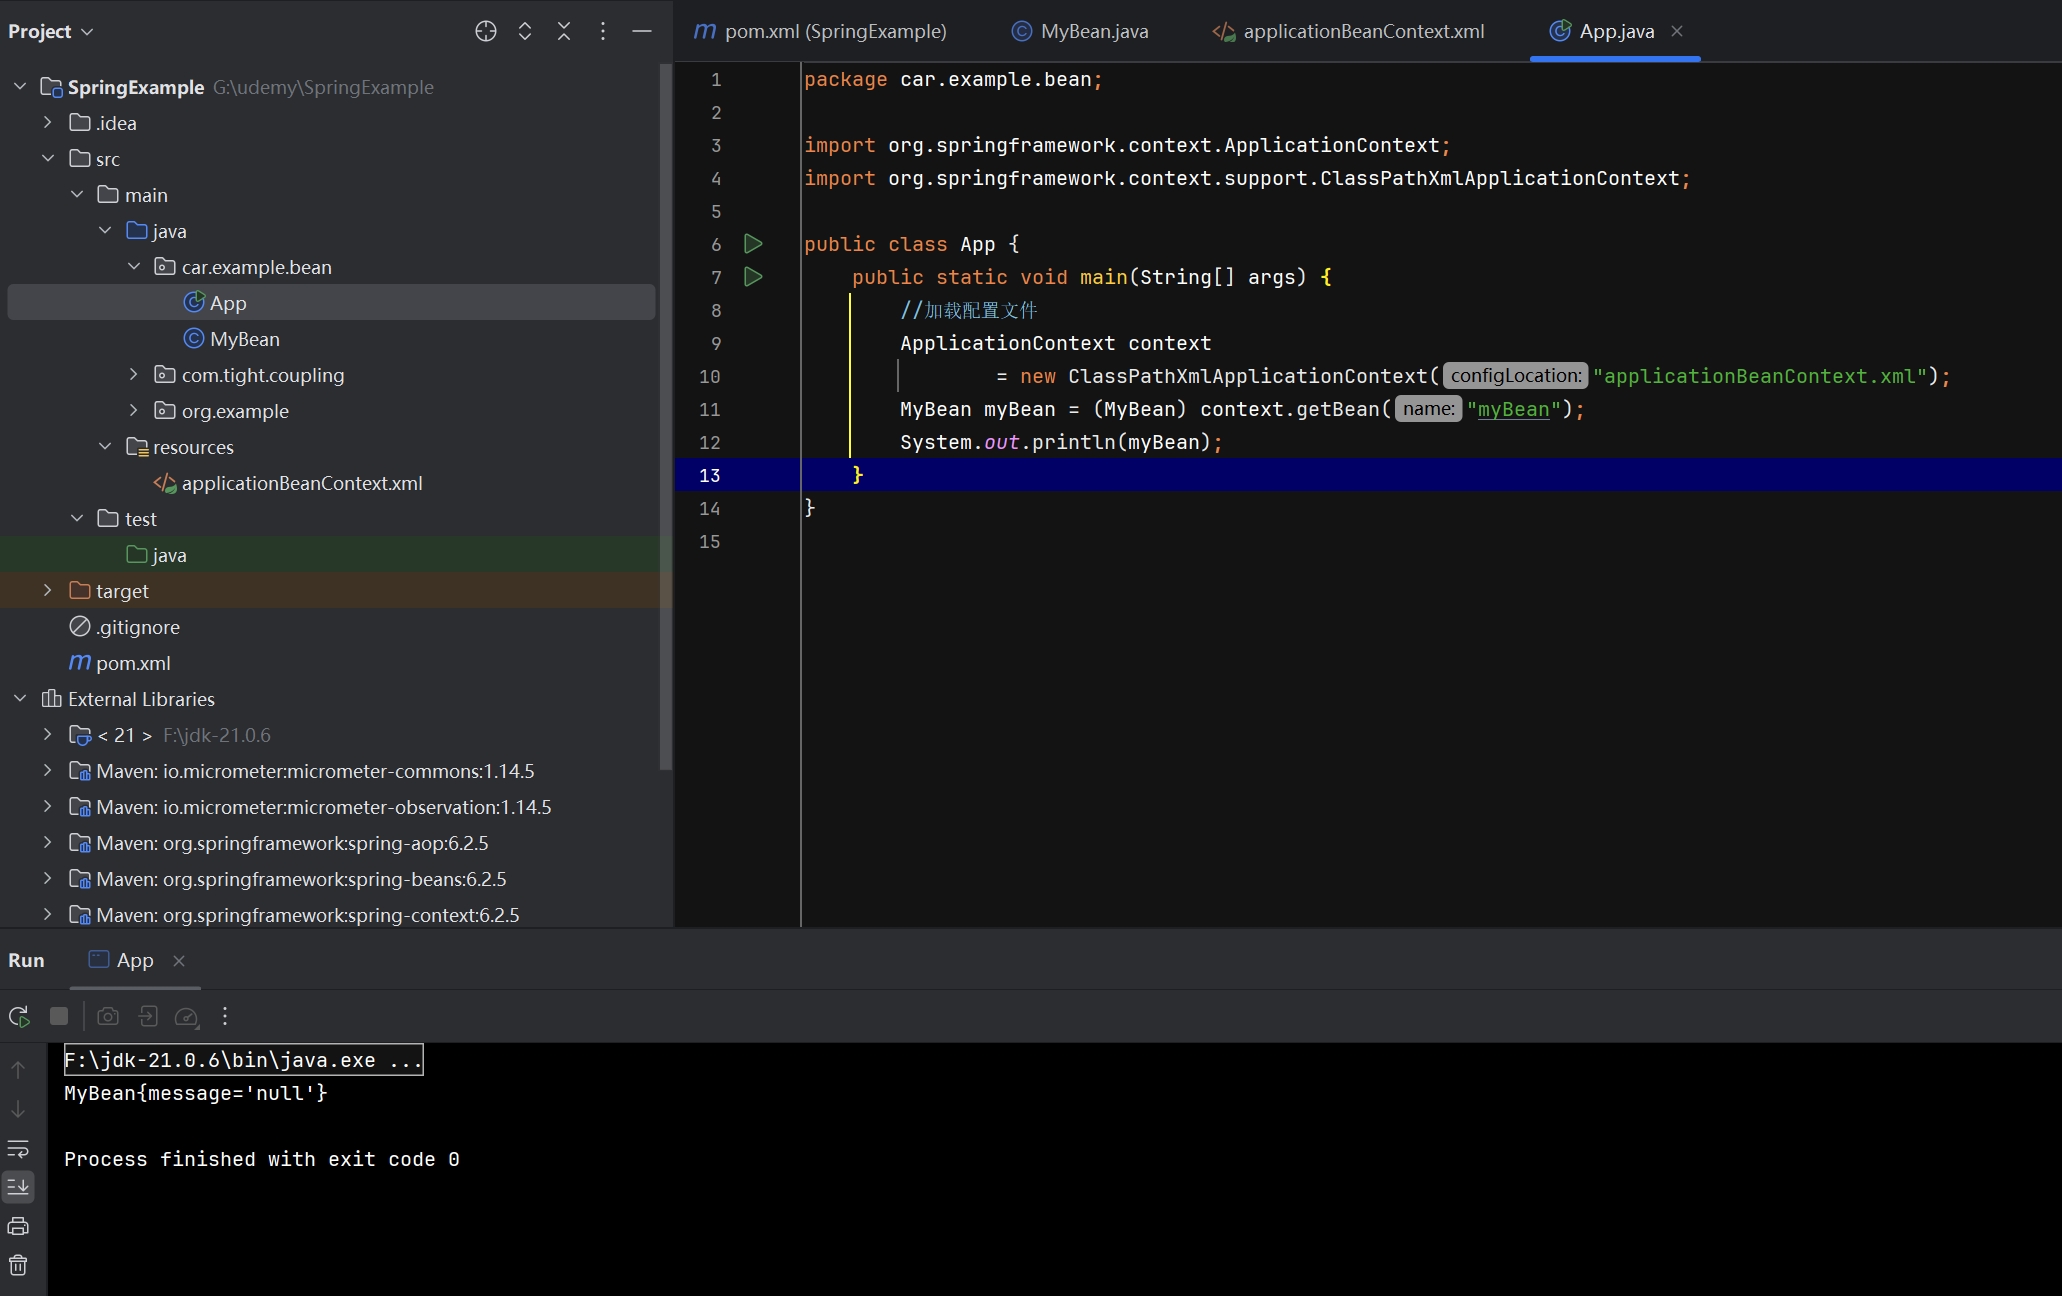 Project
SpringExample G:\udemy\SpringExample
.idea
src
main
java
car.example.bean
App
MyBean
com.tight.coupling
org.example
resources
applicationBeanContext.xml
test
java
target
.gitignore
pom.xml
External Libraries
< 21 > F:\jdk-21.0.6
Maven: io.micrometer:micrometer-commons:1.14.5
Maven: io.micrometer:micrometer-observation:1.14.5
Maven: org.springframework:spring-aop:6.2.5
Maven: org.springframework:spring-beans:6.2.5
Maven: org.springframework:spring-context:6.2.5
pom.xml (SpringExample) MyBean.java applicationBeanContext.xml App.java
1 package car.example.bean;
2
3 import org.springframework.context.ApplicationContext;
4 import org.springframework.context.support.ClassPathXmlApplicationContext;
5
6 public class App {
7 public static void main(String[] args) {
8 //加载配置文件
9 ApplicationContext context
10 = new ClassPathXmlApplicationContext( configLocation: "applicationBeanContext.xml");
11 MyBean myBean = (MyBean) context.getBean( name: "myBean");
12 System.out.println(myBean);
13 }
14 }
15
Run App
F:\jdk-21.0.6\bin\java.exe ...
MyBean{message='null'}
Process finished with exit code 0